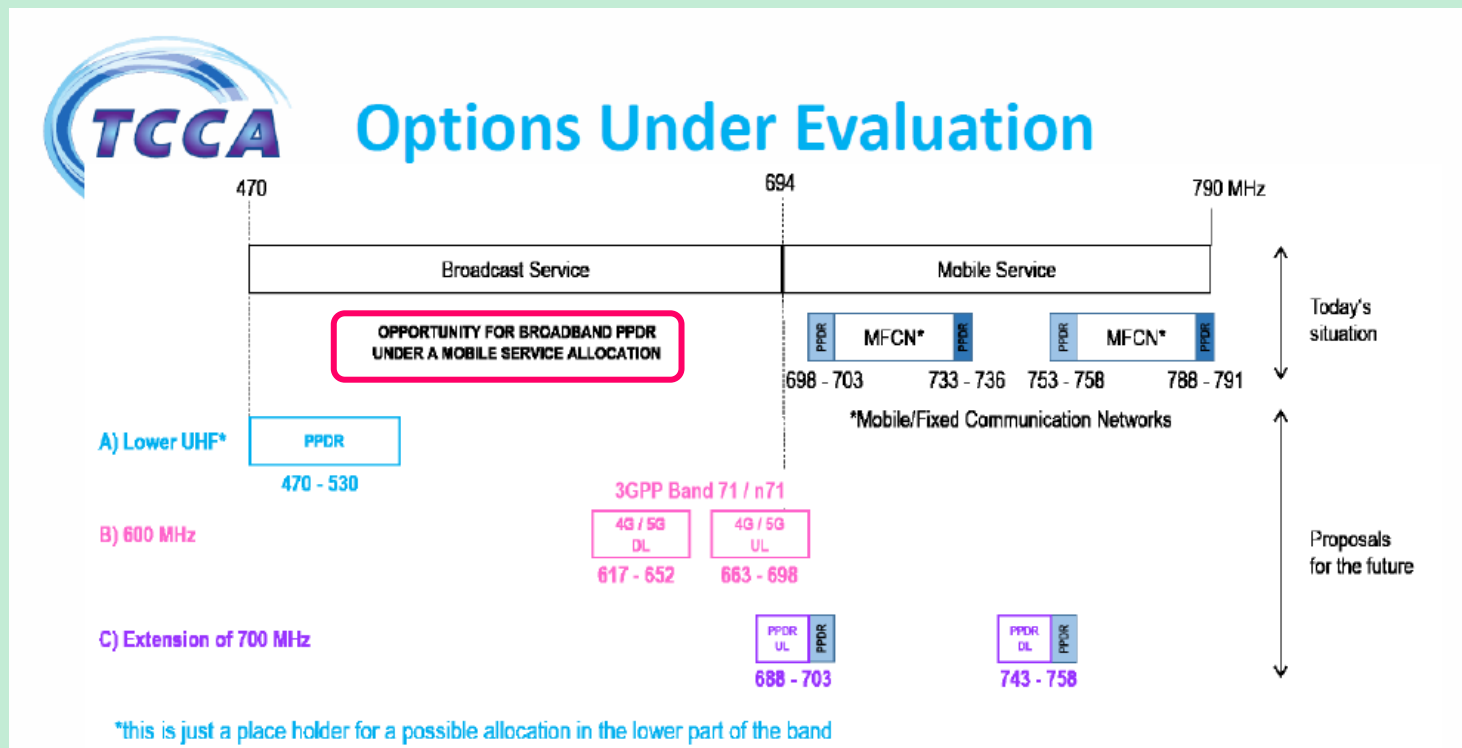 TCCA
Options Under Evaluation
470
694
790 MHz
Broadcast Service
Mobile Service
OPPORTUNITY FOR BROADBAND PPDR
UNDER A MOBILE SERVICE ALLOCATION
PPDR
MFCN*
PPDR
PPDR
MFCN*
PPDR
698 - 703
733 - 736
753 - 758
788 - 791
Today's
situation
*Mobile/Fixed Communication Networks
A) Lower UHF*
PPDR
470 - 530
3GPP Band 71 / n71
B) 600 MHz
4G / 5G
DL
4G / 5G
UL
617 - 652
663 - 698
Proposals
for the future
C) Extension of 700 MHz
PPDR
UL
PPDR
PPDR
DL
PPDR
688 - 703
743 - 758
*this is just a place holder for a possible allocation in the lower part of the band